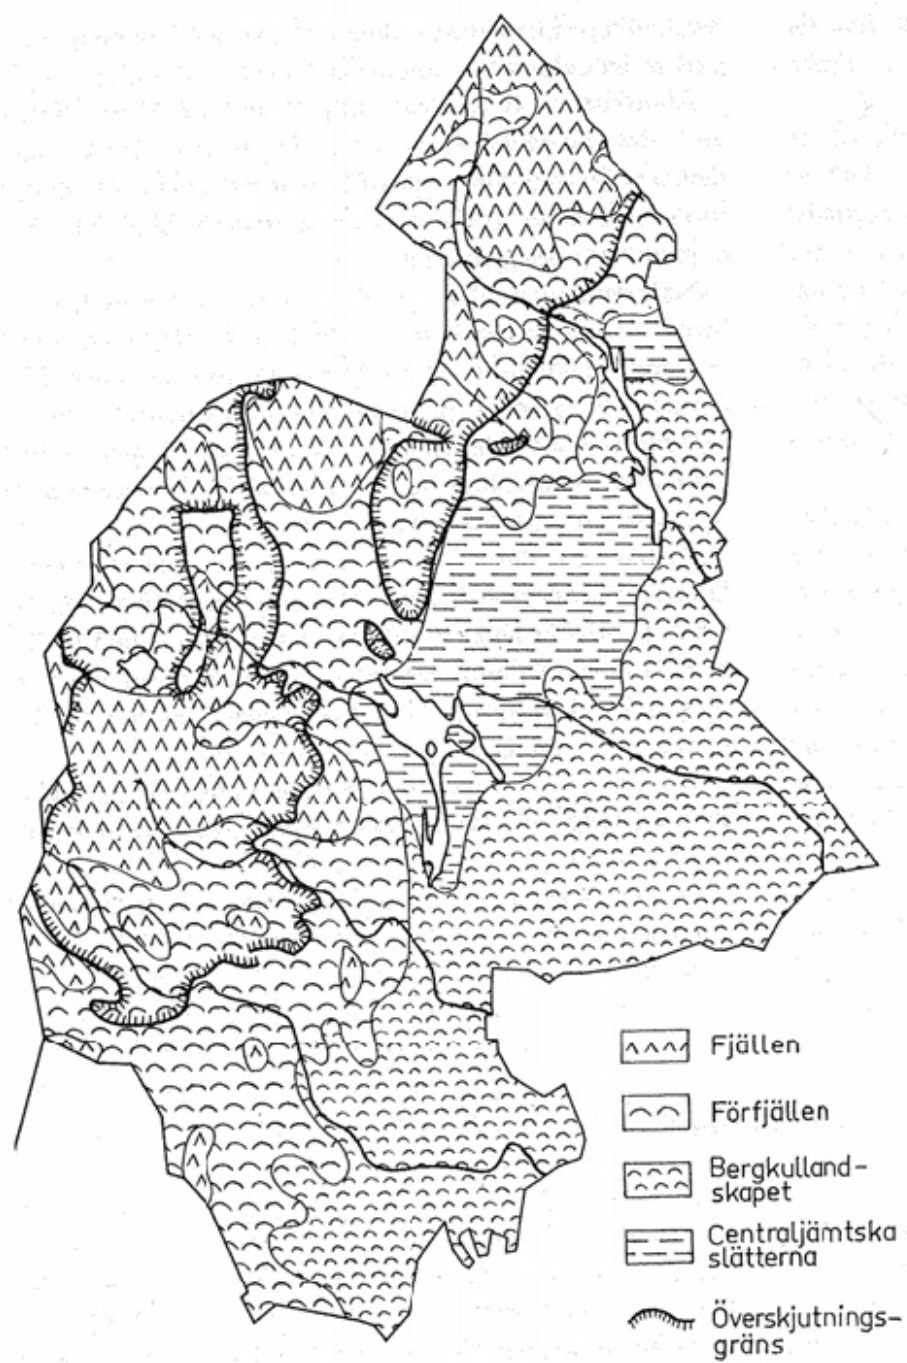 Fjällen
Förfjällen
Bergkulland-
skapet
Centraljämtska
slätterna
Överskjutnings-
gräns